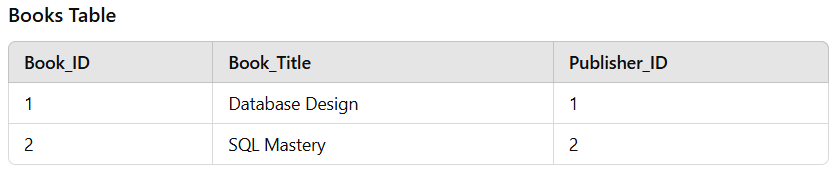 Books Table
Book_ID Book_Title Publisher_ID
1 Database Design 1
2 SQL Mastery 2